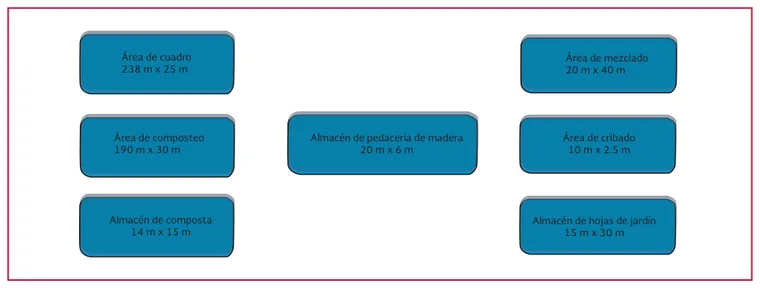 Área de cuadro
238 m x 25 m
Área de mezclado
20 m x 40 m
Área de composteo
190 m x 30 m
Almacén de pedacería de madera
20 m x 6 m
Área de cribado
10 m x 2.5 m
Almacén de composta
14 m x 15 m
Almacén de hojas de jardín
15 m x 30 m